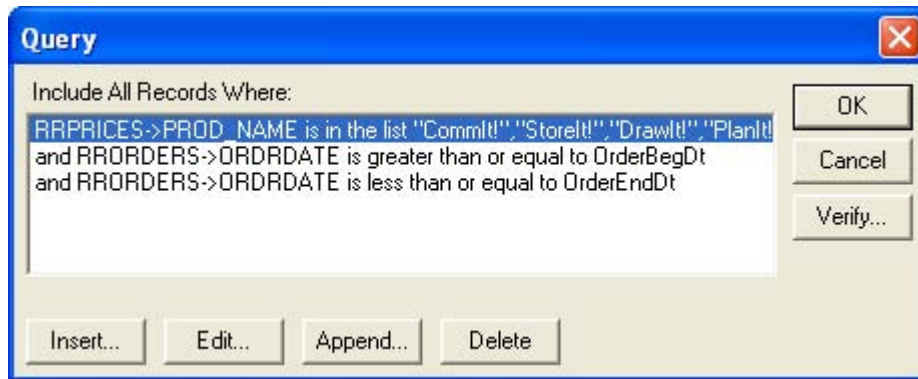 Query
Include All Records Where:
RRPRICES->PROD_NAME is in the list "CommIt!","StoreIt!","DrawIt!","PlanIt!
and RRORDERS->ORDRDATE is greater than or equal to OrderBegDt
and RRORDERS->ORDRDATE is less than or equal to OrderEndDt
OK
Cancel
Verify...
Insert... Edit... Append... Delete